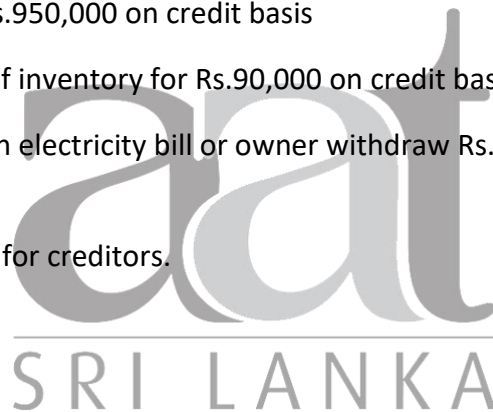 s.950,000 on credit basis
f inventory for Rs.90,000 on credit bas
n electricity bill or owner withdraw Rs.
for creditors.
aat
SRI LANKA